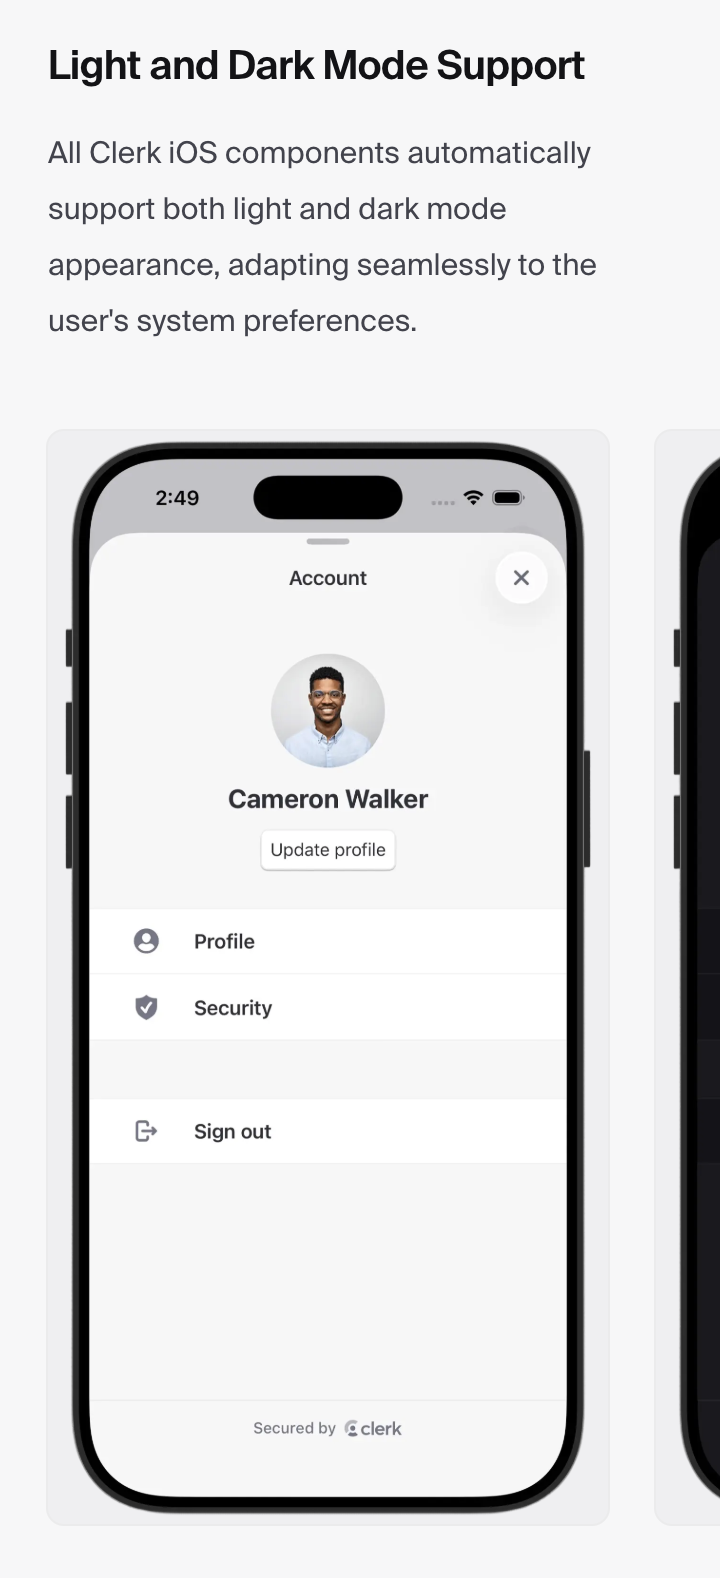 Light and Dark Mode Support
All Clerk iOS components automatically
support both light and dark mode
appearance, adapting seamlessly to the
user's system preferences.
2:49
Account
Cameron Walker
Update profile
Profile
Security
Sign out
Secured by clerk